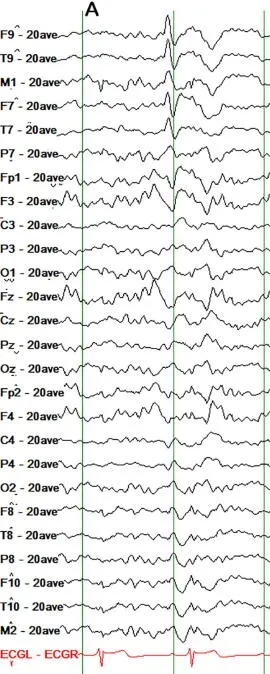 A
F9 - 20ave
T9 - 20ave
M1 - 20ave
F7 - 20ave
T7 - 20ave
P7 - 20ave
Fp1 - 20ave
F3 - 20ave
C3 - 20ave
P3 - 20ave
O1 - 20ave
Fz - 20ave
Cz - 20ave
Pz - 20ave
Oz - 20ave
Fp2 - 20ave
F4 - 20ave
C4 - 20ave
P4 - 20ave
O2 - 20ave
F8 - 20ave
T8 - 20ave
P8 - 20ave
F10 - 20ave
T10 - 20ave
M2 - 20ave
ECGL - ECGR